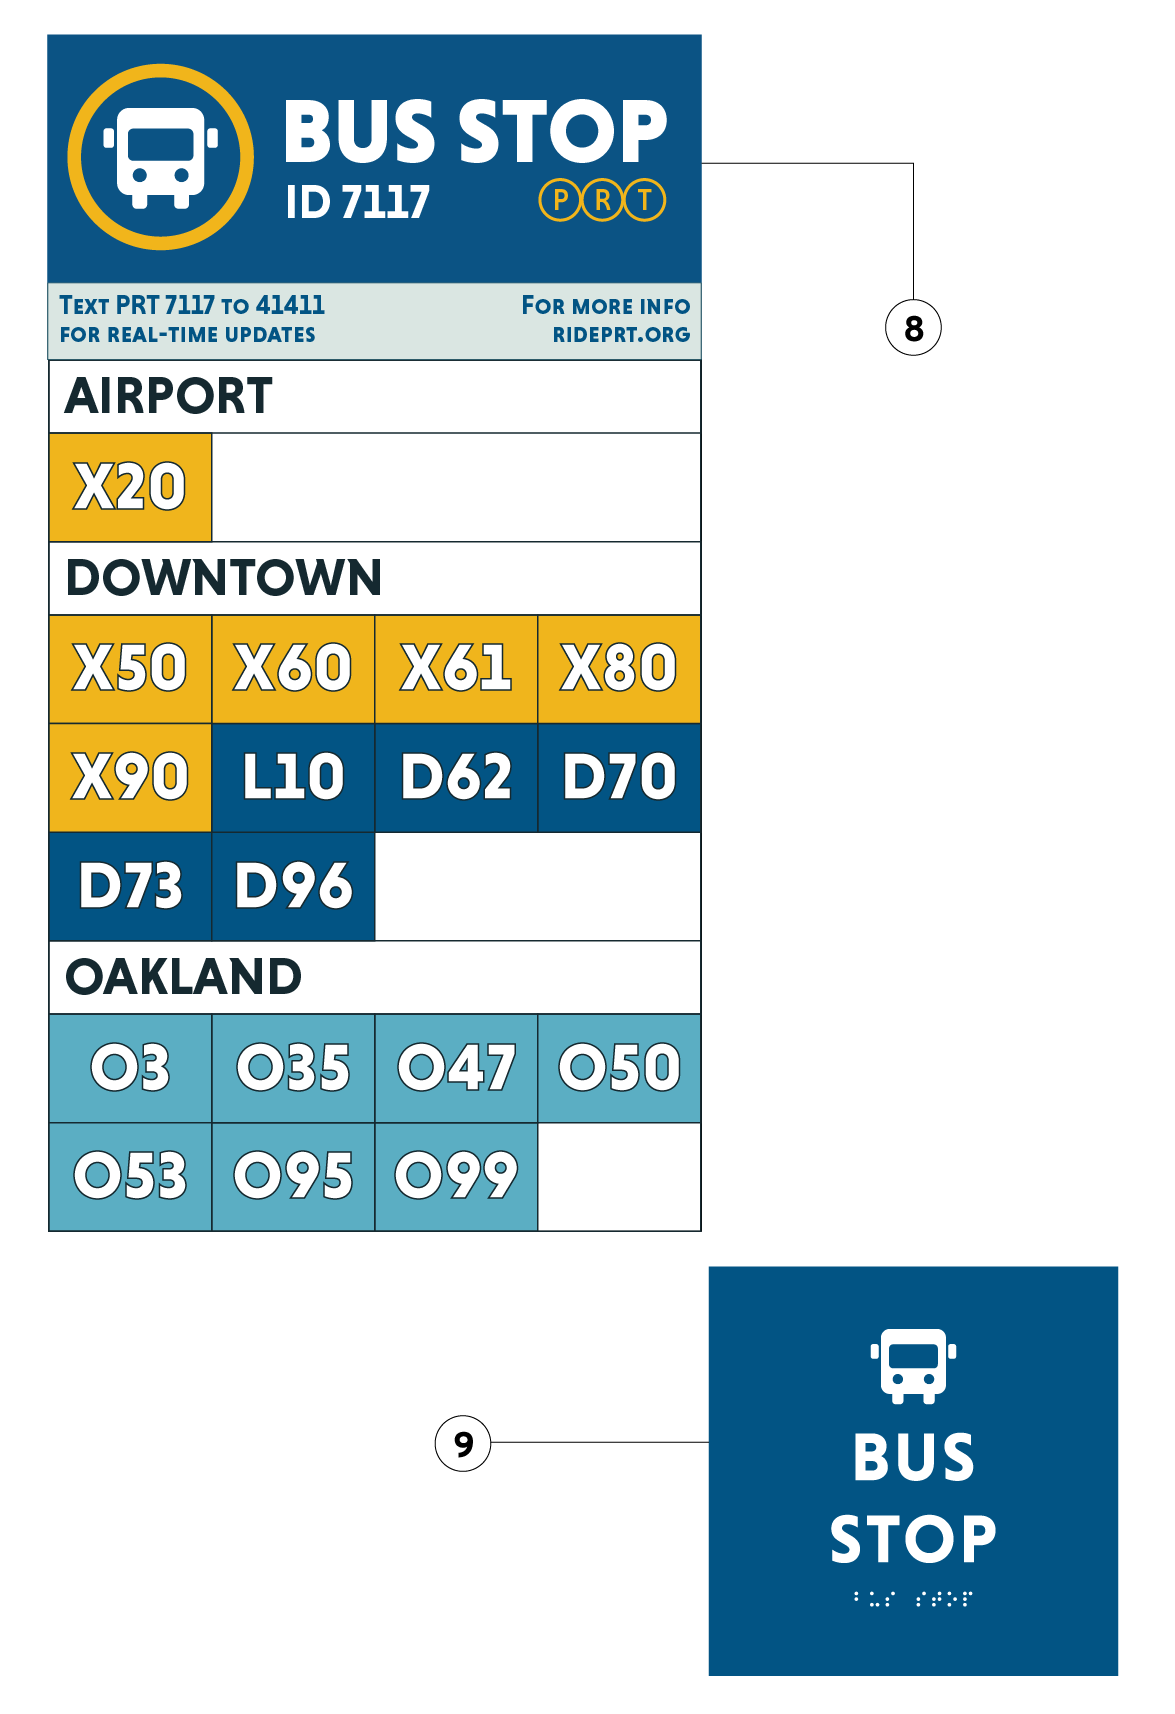 BUS STOP
ID 7117 PRT
TEXT PRT 7117 TO 41411
FOR REAL-TIME UPDATES
FOR MORE INFO
RIDEPRT.ORG
8
AIRPORT
X20
DOWNTOWN
X50 X60 X61 X80
X90 L10 D62 D70
D73 D96
OAKLAND
O3 O35 O47 O50
O53 O95 O99
9
BUS
STOP
⠃⠥⠎ ⠎⠞⠕⠏